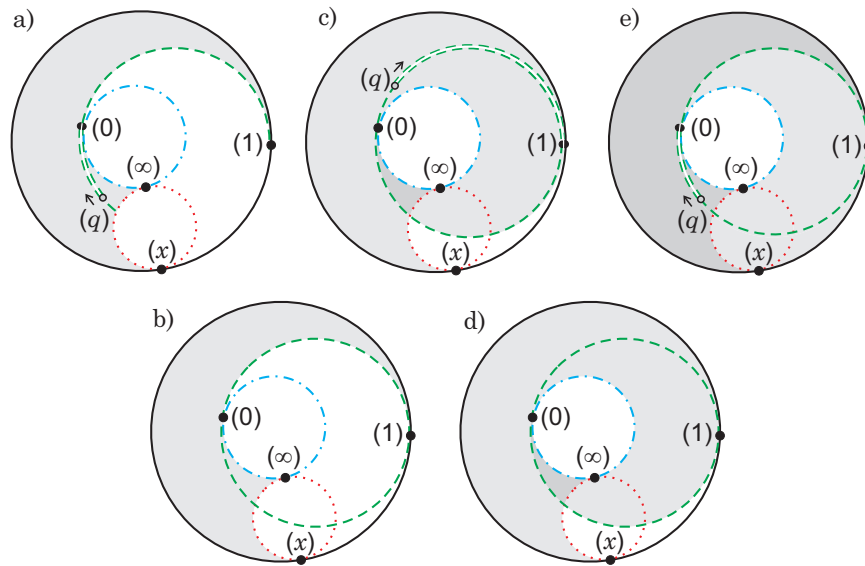 a)
(0)
(1)
(∞)
(q)
(x)
c)
(q)
(0)
(1)
(∞)
(x)
e)
(0)
(1)
(∞)
(q)
(x)
b)
(0)
(1)
(∞)
(x)
d)
(0)
(1)
(∞)
(x)